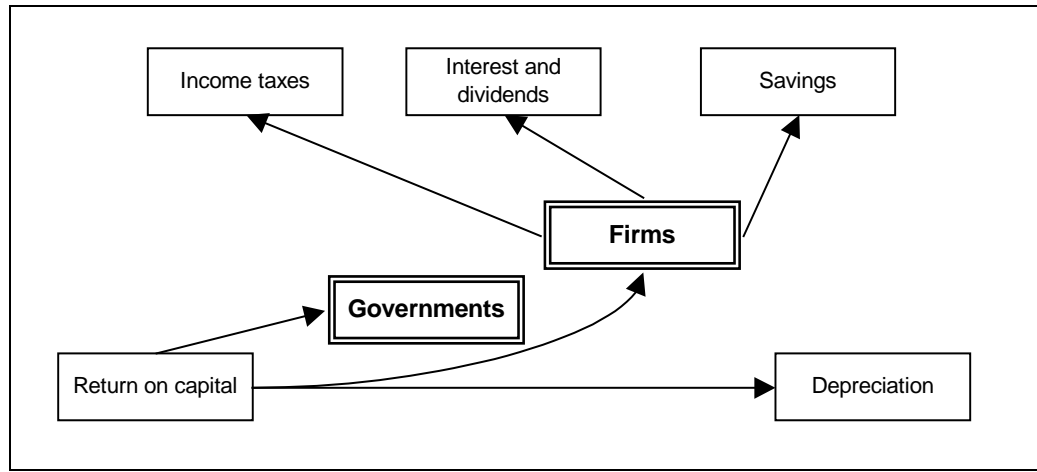 Income taxes
Interest and
dividends
Savings
Firms
Governments
Return on capital
Depreciation